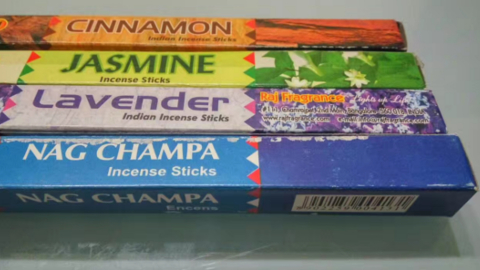 CINNAMON
Indian Incense Sticks
JASMINE
Incense Sticks
Lavender
Indian Incense Sticks
Raj Fragrance
NAG CHAMPA
Incense Sticks
NAG CHAMPA
Encens